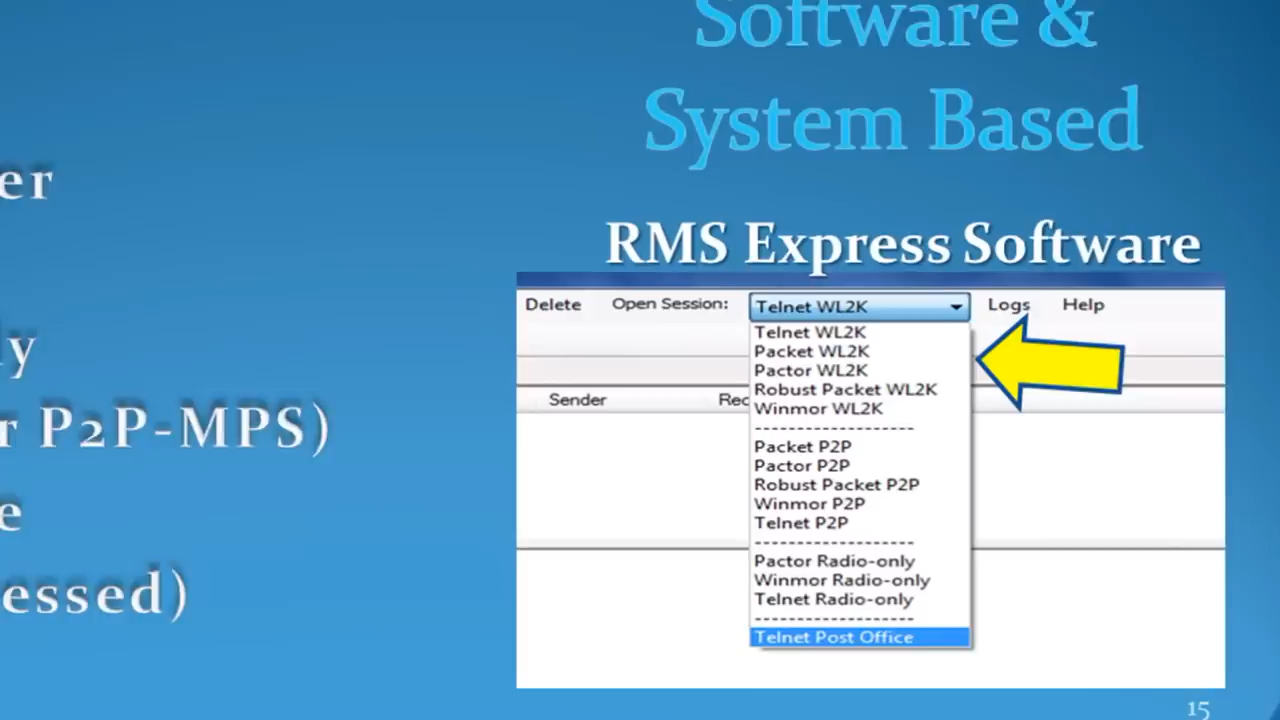 Software &
System Based
er
ly
r P2P-MPS)
e
essed)
RMS Express Software
Delete Open Session: Telnet WL2K Logs Help
Telnet WL2K
Packet WL2K
Pactor WL2K
Robust Packet WL2K
Winmor WL2K
Sender Rec
--------------------
Packet P2P
Pactor P2P
Robust Packet P2P
Winmor P2P
Telnet P2P
--------------------
Pactor Radio-only
Winmor Radio-only
Telnet Radio-only
--------------------
Telnet Post Office
15